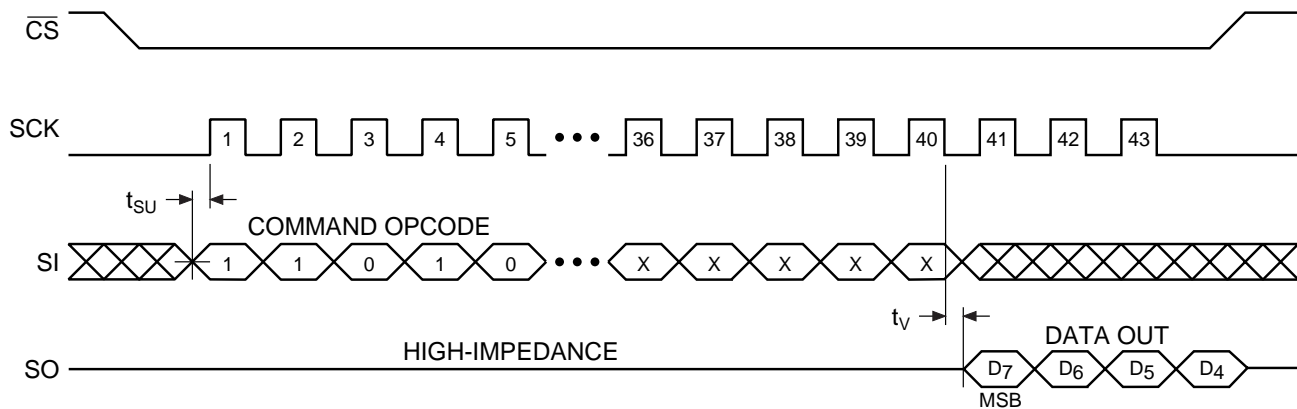 CS
SCK 1 2 3 4 5 ••• 36 37 38 39 40 41 42 43
tSU
COMMAND OPCODE
SI 1 1 0 1 0 ••• X X X X X
tV
HIGH-IMPEDANCE DATA OUT
SO D7 D6 D5 D4
MSB